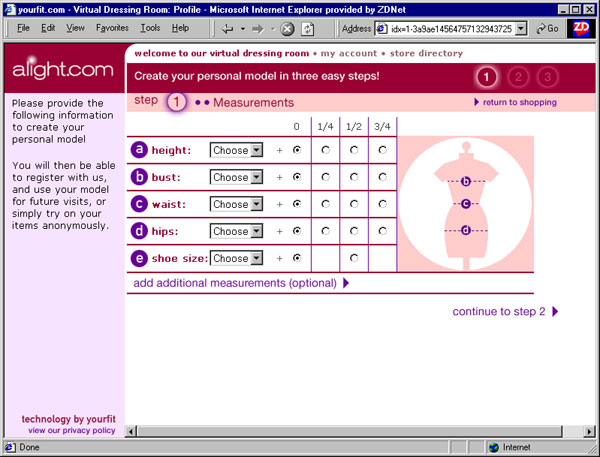 yourfit.com - Virtual Dressing Room: Profile - Microsoft Internet Explorer provided by ZDNet
File Edit View Favorites Tools Help
Address idx=1-3a9ae14564757132943725 Go ZD
alight.com
welcome to our virtual dressing room • my account • store directory
Create your personal model in three easy steps! 1 2 3
step 1 •• Measurements
return to shopping
Please provide the
following information
to create your
personal model
You will then be able
to register with us,
and use your model
for future visits, or
simply try on your
items anonymously.
0 1/4 1/2 3/4
a height: Choose +
b bust: Choose +
c waist: Choose +
d hips: Choose +
e shoe size: Choose +
b
c
d
add additional measurements (optional)
continue to step 2
technology by yourfit
view our privacy policy
Done Internet